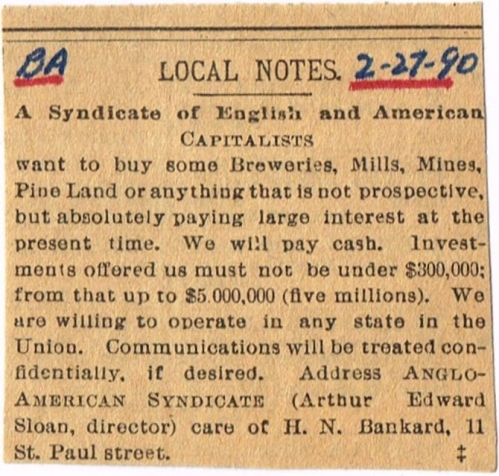 BA LOCAL NOTES. 2-27-90
A Syndicate of English and American
CAPITALISTS
want to buy some Breweries, Mills, Mines,
Pine Land or anything that is not prospective,
but absolutely paying large interest at the
present time. We will pay cash. Invest-
ments offered us must not be under $300,000;
from that up to $5.000,000 (five millions). We
are willing to operate in any state in the
Union. Communications will be treated con-
fidentially, if desired. Address ANGLO-
AMERICAN SYNDICATE (Arthur Edward
Sloan, director) care of H. N. Bankard, 11
St. Paul street. ‡